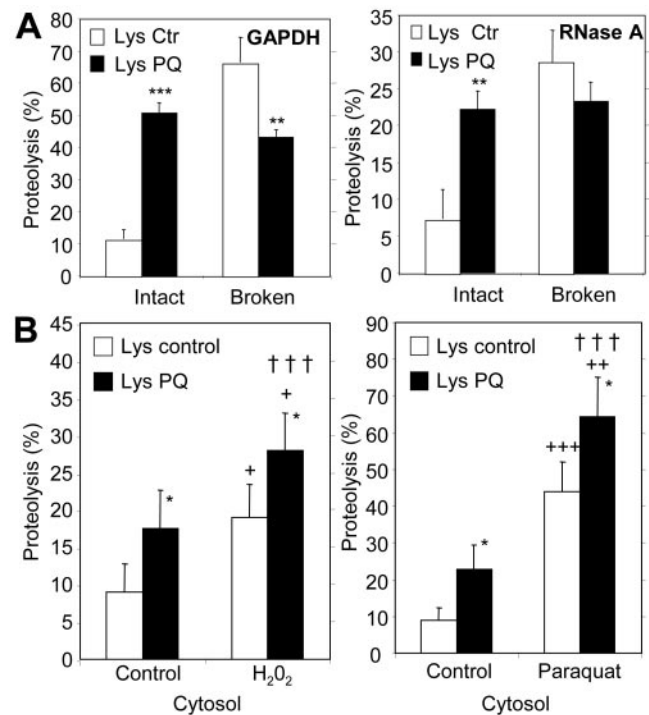 A
Lys Ctr
GAPDH
Lys PQ
***
**
Proteolysis (%)
80
70
60
50
40
30
20
10
0
Intact
Broken
Lys Ctr
RNase A
Lys PQ
**
Proteolysis (%)
35
30
25
20
15
10
5
0
Intact
Broken
B
Lys control
Lys PQ
† † †
+
*
+
*
Proteolysis (%)
45
40
35
30
25
20
15
10
5
0
Control
H₂0₂
Cytosol
Lys control
Lys PQ
† † †
++
*
+++
*
Proteolysis (%)
90
80
70
60
50
40
30
20
10
0
Control
Paraquat
Cytosol